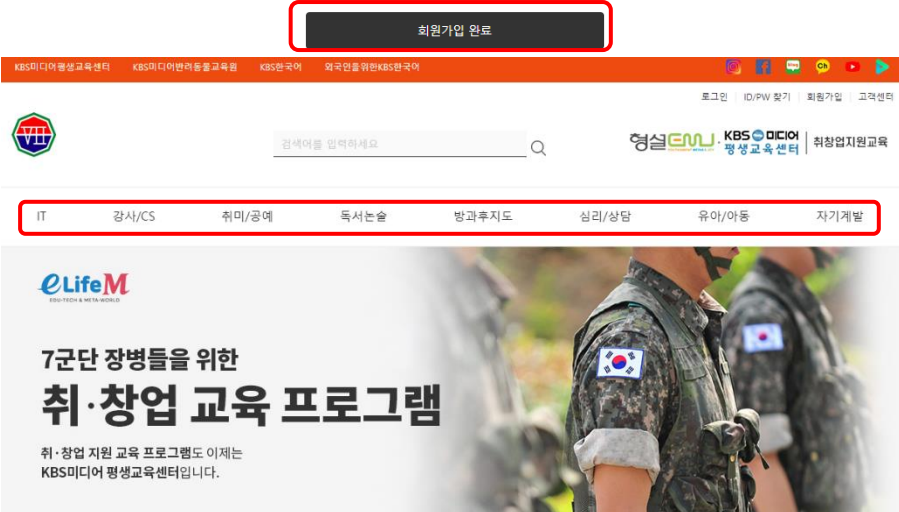 회원가입 완료
KBS미디어평생교육센터 KBS미디어반려동물교육원 KBS한국어 외국인을위한KBS한국어
로그인 ID/PW 찾기 회원가입 고객센터
VII
검색어를 입력하세요
형설EMJ · KBS 미디어 평생교육센터 취창업지원교육
IT 강사/CS 취미/공예 독서논술 방과후지도 심리/상담 유아/아동 자기계발
eLifeM
EDU-TECH & META-WORLD
7군단 장병들을 위한
취·창업 교육 프로그램
취·창업 지원 교육 프로그램도 이제는
KBS미디어 평생교육센터입니다.